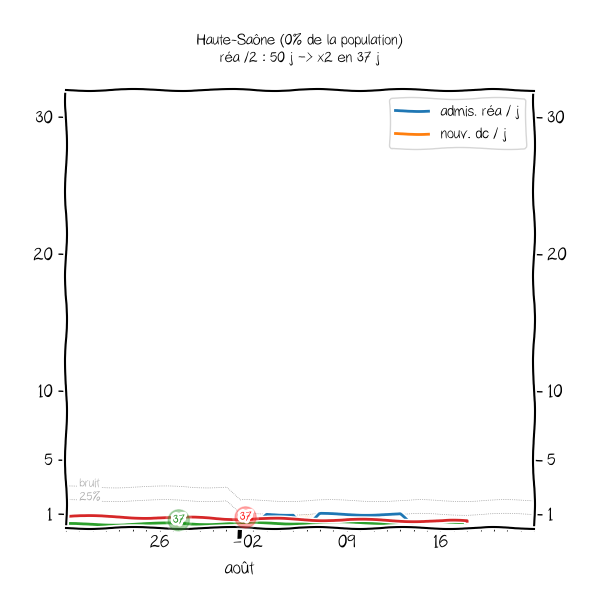 Haute-Saône (0% de la population)
réa /2 : 50 j -> x2 en 37 j
admis. réa / j
nouv. dc / j
30
30
20
20
10
10
5
5
bruit
25%
1
37
37
1
26
02
09
16
août